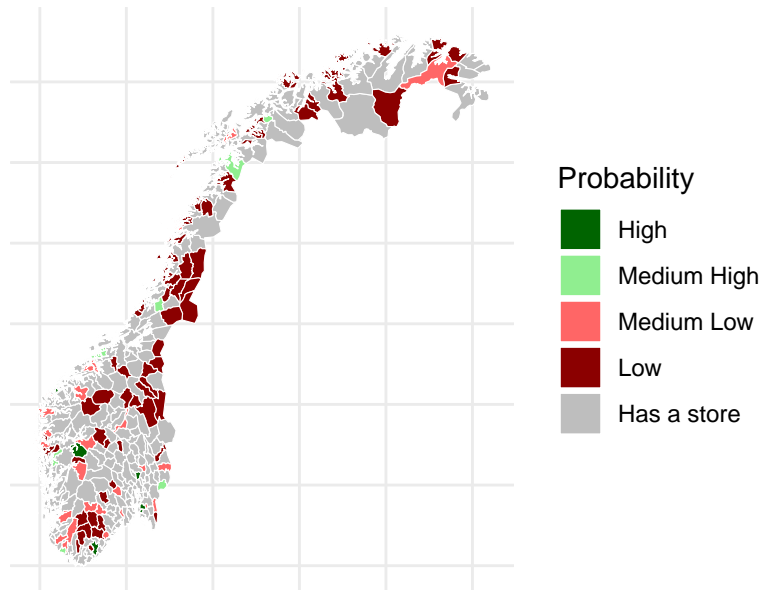 Probability
High
Medium High
Medium Low
Low
Has a store